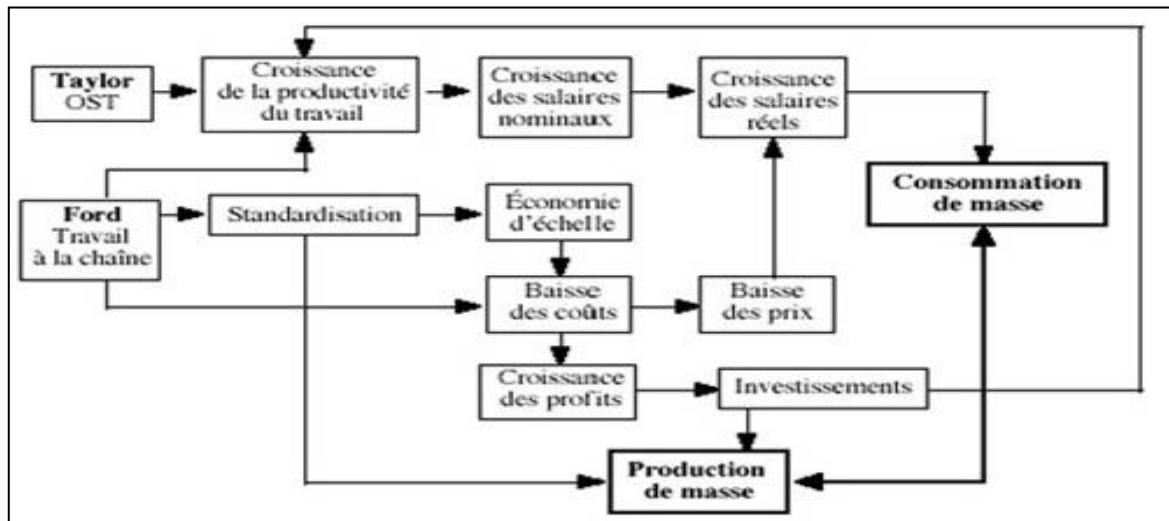 Taylor
OST
Croissance
de la productivité
du travail
Croissance
des salaires
nominaux
Croissance
des salaires
réels
Consommation
de masse
Ford
Travail
à la chaîne
Standardisation
Économie
d'échelle
Baisse
des coûts
Baisse
des prix
Croissance
des profits
Investissements
Production
de masse